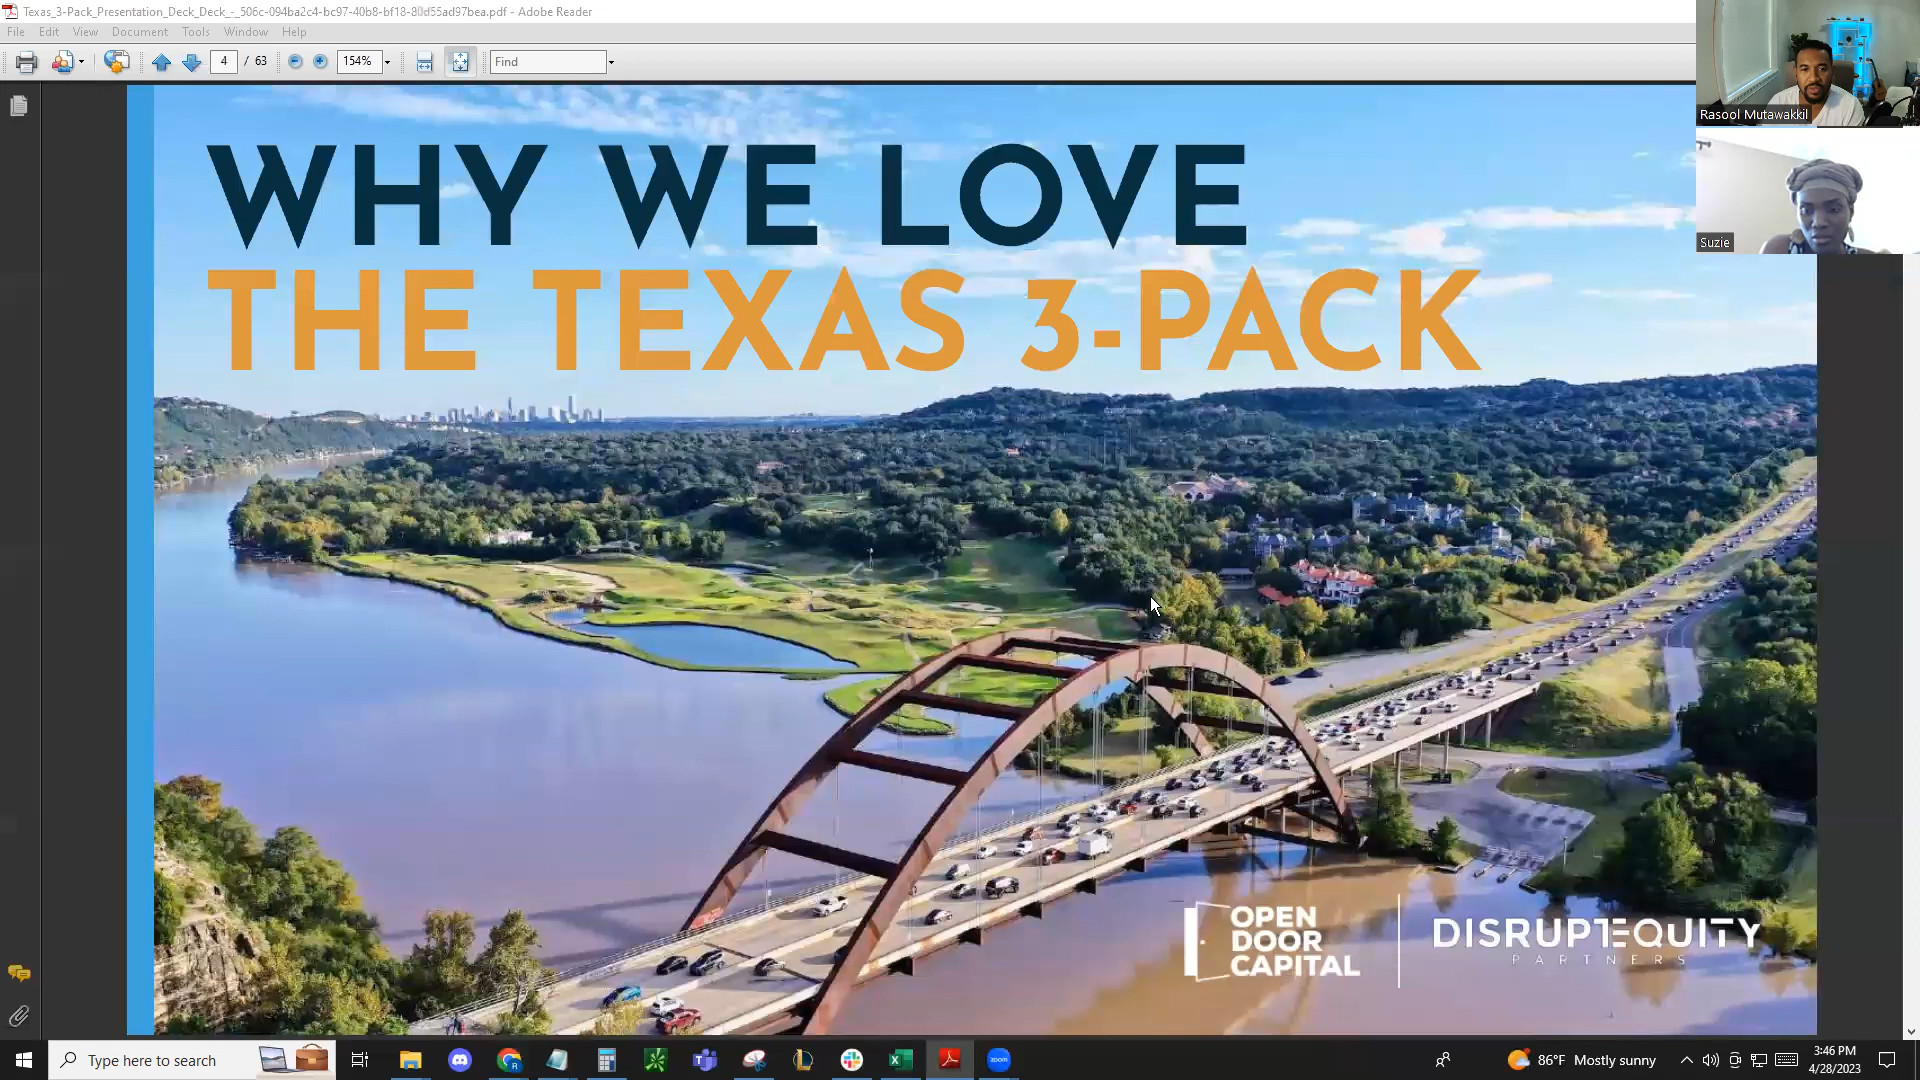 Texas_3-Pack_Presentation_Deck_Deck_-_506c-094ba2c4-bc97-40b8-bf18-80d55ad97bea.pdf - Adobe Reader
File Edit View Document Tools Window Help
4 / 63 154% Find
Rasool Mutawakkil
Suzie
WHY WE LOVE
THE TEXAS 3-PACK
OPEN
DOOR
CAPITAL
DISRUPTEQUITY
PARTNERS
Type here to search
zoom
86°F Mostly sunny
3:46 PM
4/28/2023